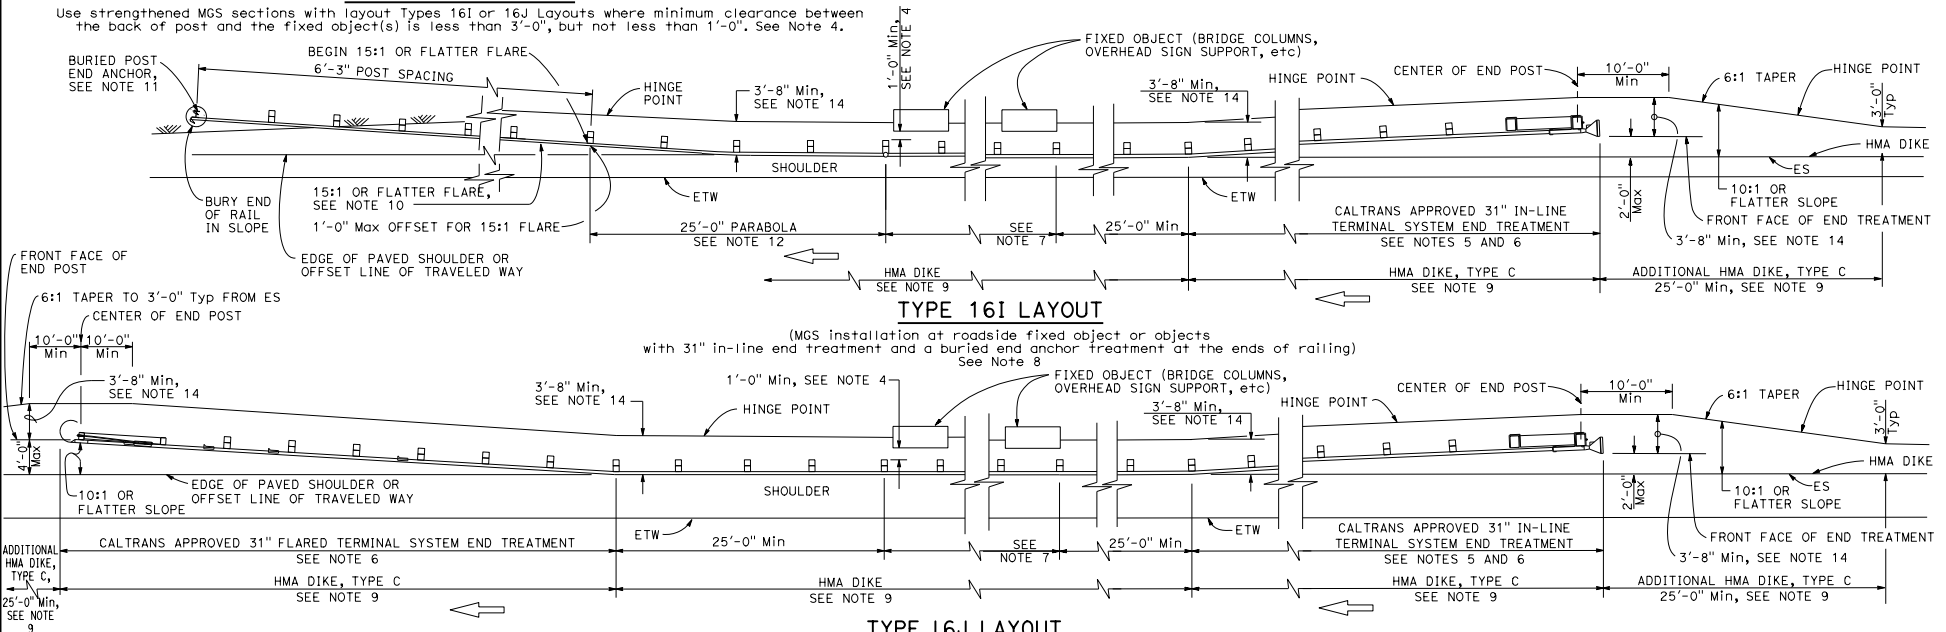 Use strengthened MGS sections with layout Types 16I or 16J Layouts where minimum clearance between
the back of post and the fixed object(s) is less than 3'-0", but not less than 1'-0". See Note 4.
BURIED POST
END ANCHOR,
SEE NOTE 11
BEGIN 15:1 OR FLATTER FLARE
6'-3" POST SPACING
HINGE
POINT
3'-8" Min,
SEE NOTE 14
1'-0" Min,
SEE NOTE 4
FIXED OBJECT (BRIDGE COLUMNS,
OVERHEAD SIGN SUPPORT, etc)
3'-8" Min,
SEE NOTE 14
HINGE POINT
CENTER OF END POST
10'-0"
Min
6:1 TAPER
HINGE POINT
3'-0"
Typ
HMA DIKE
ES
SHOULDER
ETW
ETW
BURY END
OF RAIL
IN SLOPE
15:1 OR FLATTER FLARE,
SEE NOTE 10
1'-0" Max OFFSET FOR 15:1 FLARE
EDGE OF PAVED SHOULDER OR
OFFSET LINE OF TRAVELED WAY
25'-0" PARABOLA
SEE NOTE 12
SEE
NOTE 7
25'-0" Min
CALTRANS APPROVED 31" IN-LINE
TERMINAL SYSTEM END TREATMENT
SEE NOTES 5 AND 6
2'-0"
Max
10:1 OR
FLATTER SLOPE
FRONT FACE OF END TREATMENT
3'-8" Min, SEE NOTE 14
HMA DIKE
SEE NOTE 9
HMA DIKE, TYPE C
SEE NOTE 9
ADDITIONAL HMA DIKE, TYPE C
25'-0" Min, SEE NOTE 9
TYPE 16I LAYOUT
(MGS installation at roadside fixed object or objects
with 31" in-line end treatment and a buried end anchor treatment at the ends of railing)
See Note 8
FRONT FACE OF
END POST
6:1 TAPER TO 3'-0" Typ FROM ES
CENTER OF END POST
10'-0"
Min
10'-0"
Min
3'-8" Min,
SEE NOTE 14
4'-0"
Max
10:1 OR
FLATTER SLOPE
EDGE OF PAVED SHOULDER OR
OFFSET LINE OF TRAVELED WAY
3'-8" Min,
SEE NOTE 14
HINGE POINT
1'-0" Min, SEE NOTE 4
FIXED OBJECT (BRIDGE COLUMNS,
OVERHEAD SIGN SUPPORT, etc)
3'-8" Min,
SEE NOTE 14
HINGE POINT
CENTER OF END POST
10'-0"
Min
6:1 TAPER
HINGE POINT
3'-0"
Typ
HMA DIKE
ES
SHOULDER
ETW
ETW
2'-0"
Max
10:1 OR
FLATTER SLOPE
FRONT FACE OF END TREATMENT
3'-8" Min, SEE NOTE 14
CALTRANS APPROVED 31" FLARED TERMINAL SYSTEM END TREATMENT
SEE NOTE 6
25'-0" Min
SEE
NOTE 7
25'-0" Min
CALTRANS APPROVED 31" IN-LINE
TERMINAL SYSTEM END TREATMENT
SEE NOTES 5 AND 6
ADDITIONAL
HMA DIKE,
TYPE C,
25'-0" Min,
SEE NOTE
9
HMA DIKE, TYPE C
SEE NOTE 9
HMA DIKE
SEE NOTE 9
HMA DIKE, TYPE C
SEE NOTE 9
ADDITIONAL HMA DIKE, TYPE C
25'-0" Min, SEE NOTE 9
TYPE 16J LAYOUT